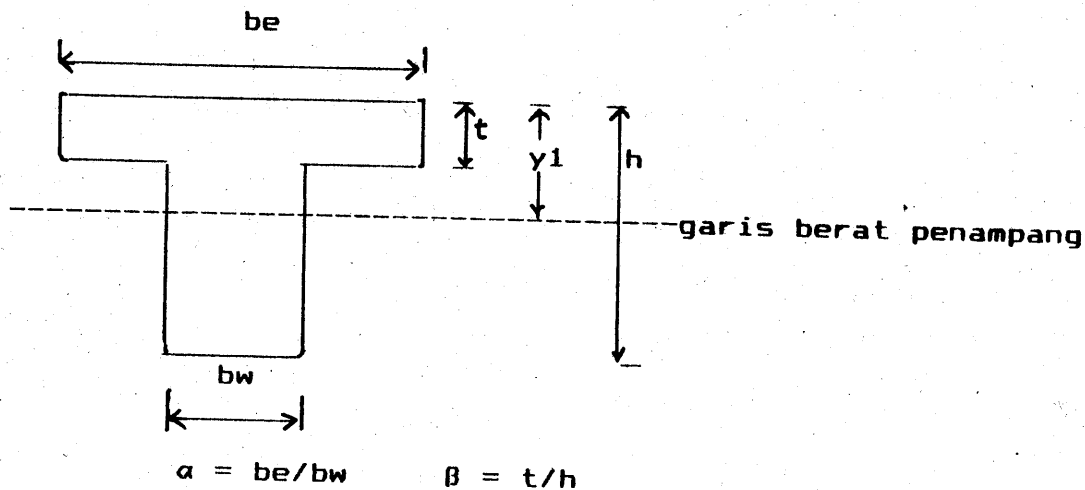 be
t
y1
h
garis berat penampang
bw
α = be/bw β = t/h